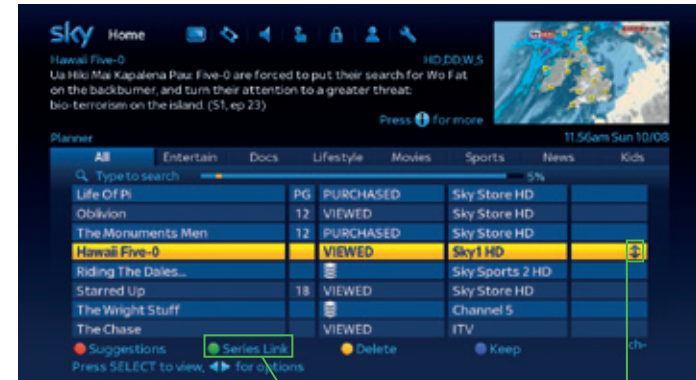 sky Home
Hawaii Five-0 HD,DD,W,S
Ua Hiki Mai Kapalena Pau: Five-0 are forced to put their search for Wo Fat
on the backburner, and turn their attention to a greater threat:
bio-terrorism on the island. (S1, ep 23)
Press i for more
Planner 11.56am Sun 10/08
All Entertain Docs Lifestyle Movies Sports News Kids
Type to search 5%
Life Of Pi PG PURCHASED Sky Store HD
Oblivion 12 VIEWED Sky Store HD
The Monuments Men 12 PURCHASED Sky Store HD
Hawaii Five-0 VIEWED Sky1 HD
Riding The Dales... Sky Sports 2 HD
Starred Up 18 VIEWED Sky Store HD
The Wright Stuff Channel 5
The Chase VIEWED ITV
Suggestions Series Link Delete Keep ch-
Press SELECT to view, for options